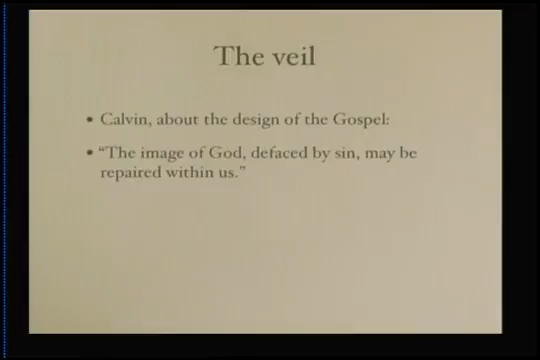 The veil
• Calvin, about the design of the Gospel:
• “The image of God, defaced by sin, may be
repaired within us.”